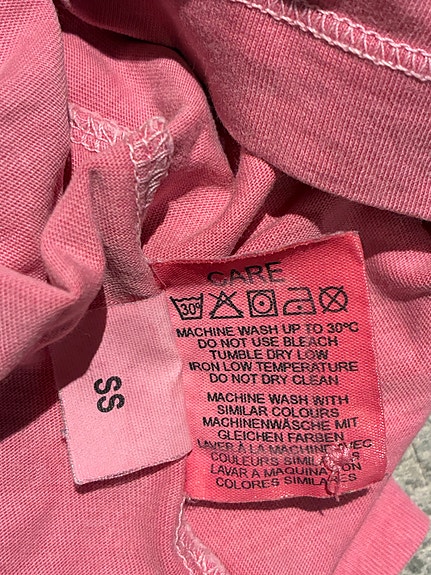 CARE
30°
MACHINE WASH UP TO 30ºC
DO NOT USE BLEACH
TUMBLE DRY LOW
IRON LOW TEMPERATURE
DO NOT DRY CLEAN
MACHINE WASH WITH
SIMILAR COLOURS
MACHINENWÄSCHE MIT
GLEICHEN FARBEN
LAVER À LA MACHINE AVEC
COULEURS SIMILAIRES
LAVAR A MAQUINA CON
COLORES SIMILARES
SS